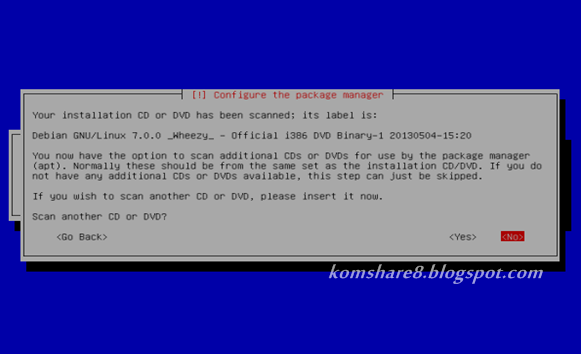 [!] Configure the package manager
Your installation CD or DVD has been scanned; its label is:
Debian GNU/Linux 7.0.0 _Wheezy_ - Official i386 DVD Binary-1 20130504-15:20
You now have the option to scan additional CDs or DVDs for use by the package manager
(apt). Normally these should be from the same set as the installation CD/DVD. If you do
not have any additional CDs or DVDs available, this step can just be skipped.
If you wish to scan another CD or DVD, please insert it now.
Scan another CD or DVD?
<Go Back> <Yes> <No>
komshare8.blogspot.com